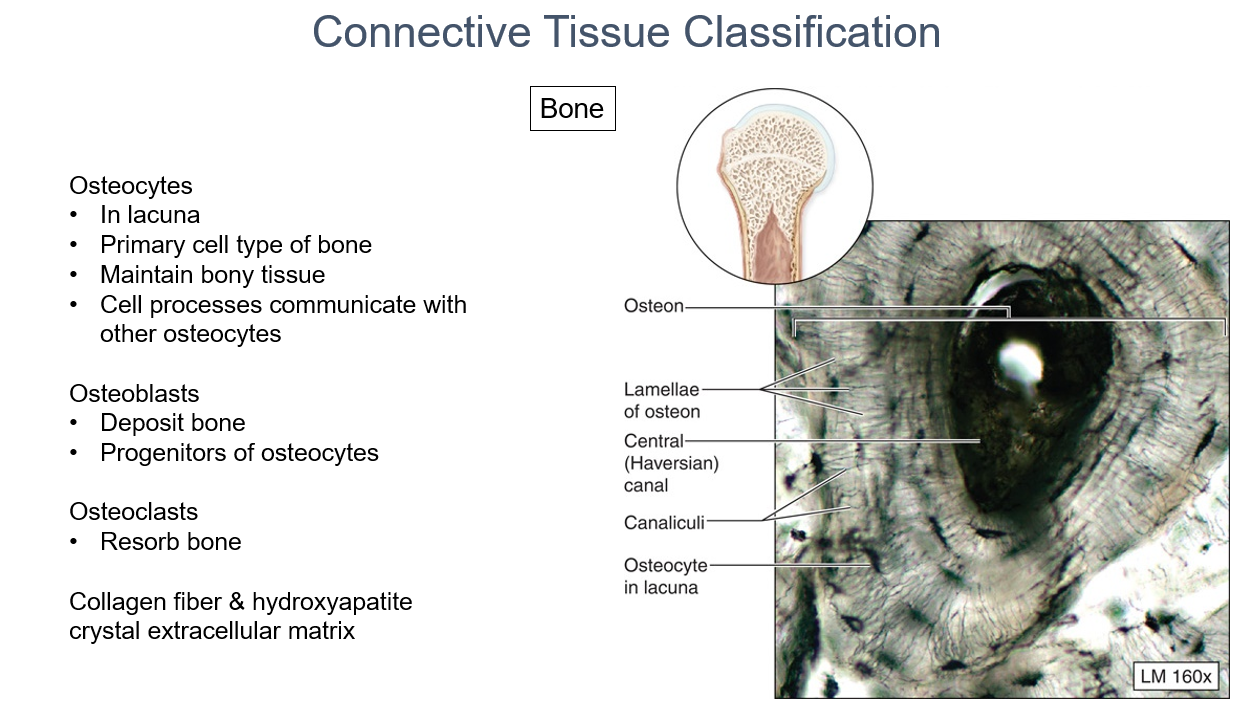 Connective Tissue Classification
Bone
Osteocytes
• In lacuna
• Primary cell type of bone
• Maintain bony tissue
• Cell processes communicate with
other osteocytes
Osteoblasts
• Deposit bone
• Progenitors of osteocytes
Osteoclasts
• Resorb bone
Collagen fiber & hydroxyapatite
crystal extracellular matrix
Osteon
Lamellae
of osteon
Central
(Haversian)
canal
Canaliculi
Osteocyte
in lacuna
LM 160x